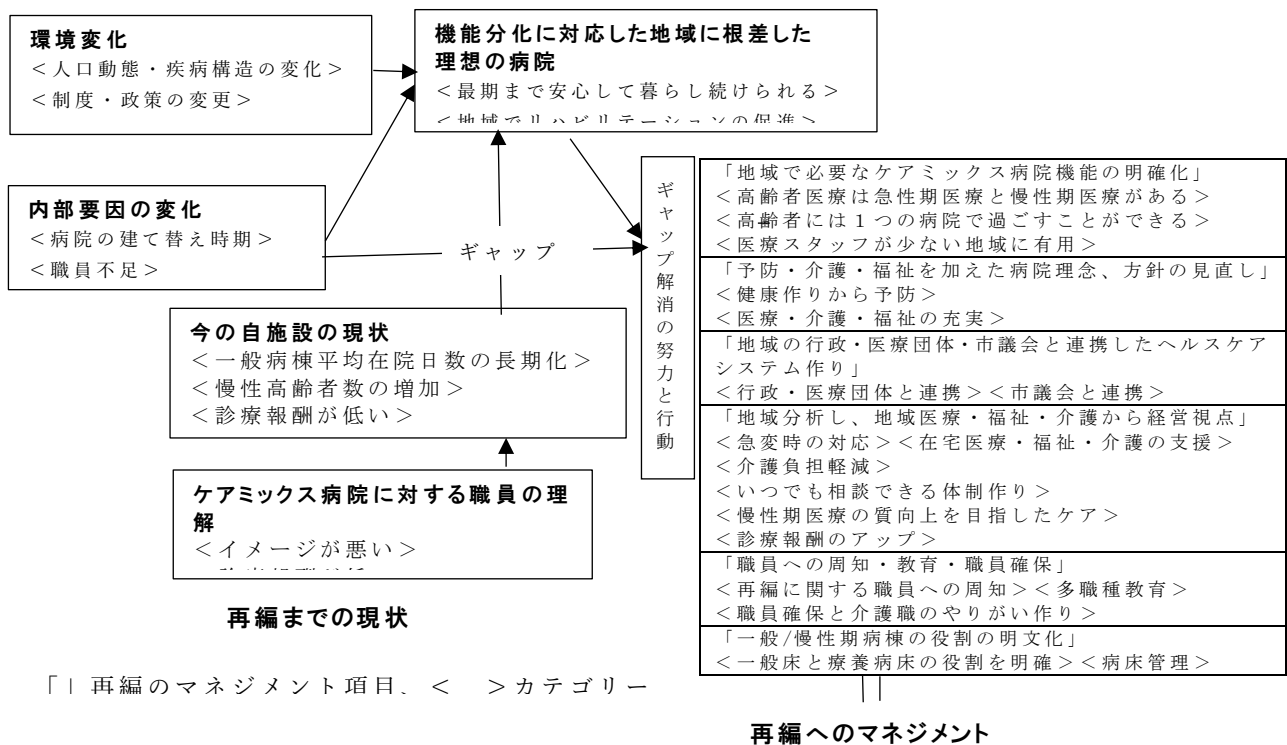 環境変化
＜人口動態・疾病構造の変化＞
＜制度・政策の変更＞
機能分化に対応した地域に根差した
理想の病院
＜最期まで安心して暮らし続けられる＞
＜地域でリハビリテーションの促進＞
内部要因の変化
＜病院の建て替え時期＞
＜職員不足＞
ギャップ
今の自施設の現状
＜一般病棟平均在院日数の長期化＞
＜慢性高齢者数の増加＞
＜診療報酬が低い＞
ケアミックス病院に対する職員の理
解
＜イメージが悪い＞
再編までの現状
「」再編のマネジメント項目、＜　＞カテゴリー
ギャップ解消の努力と行動
「地域で必要なケアミックス病院機能の明確化」
＜高齢者医療は急性期医療と慢性期医療がある＞
＜高齢者には１つの病院で過ごすことができる＞
＜医療スタッフが少ない地域に有用＞
「予防・介護・福祉を加えた病院理念、方針の見直し」
＜健康作りから予防＞
＜医療・介護・福祉の充実＞
「地域の行政・医療団体・市議会と連携したヘルスケア
システム作り」
＜行政・医療団体と連携＞＜市議会と連携＞
「地域分析し、地域医療・福祉・介護から経営視点」
＜急変時の対応＞＜在宅医療・福祉・介護の支援＞
＜介護負担軽減＞
＜いつでも相談できる体制作り＞
＜慢性期医療の質向上を目指したケア＞
＜診療報酬のアップ＞
「職員への周知・教育・職員確保」
＜再編に関する職員への周知＞＜多職種教育＞
＜職員確保と介護職のやりがい作り＞
「一般/慢性期病棟の役割の明文化」
＜一般床と療養病床の役割を明確＞＜病床管理＞
再編へのマネジメント